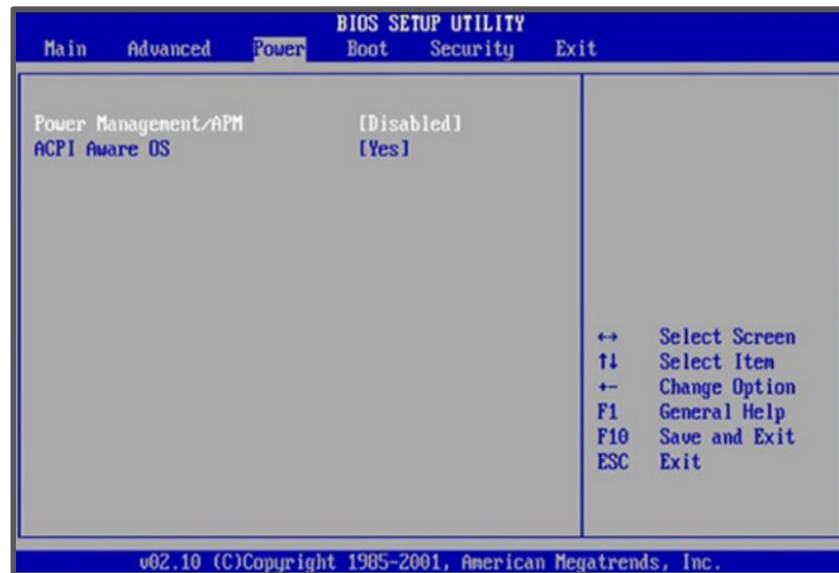 BIOS SETUP UTILITY
Main Advanced Power Boot Security Exit
Power Management/APM [Disabled]
ACPI Aware OS [Yes]
↔ Select Screen
↑↓ Select Item
+- Change Option
F1 General Help
F10 Save and Exit
ESC Exit
v02.10 (C)Copyright 1985-2001, American Megatrends, Inc.